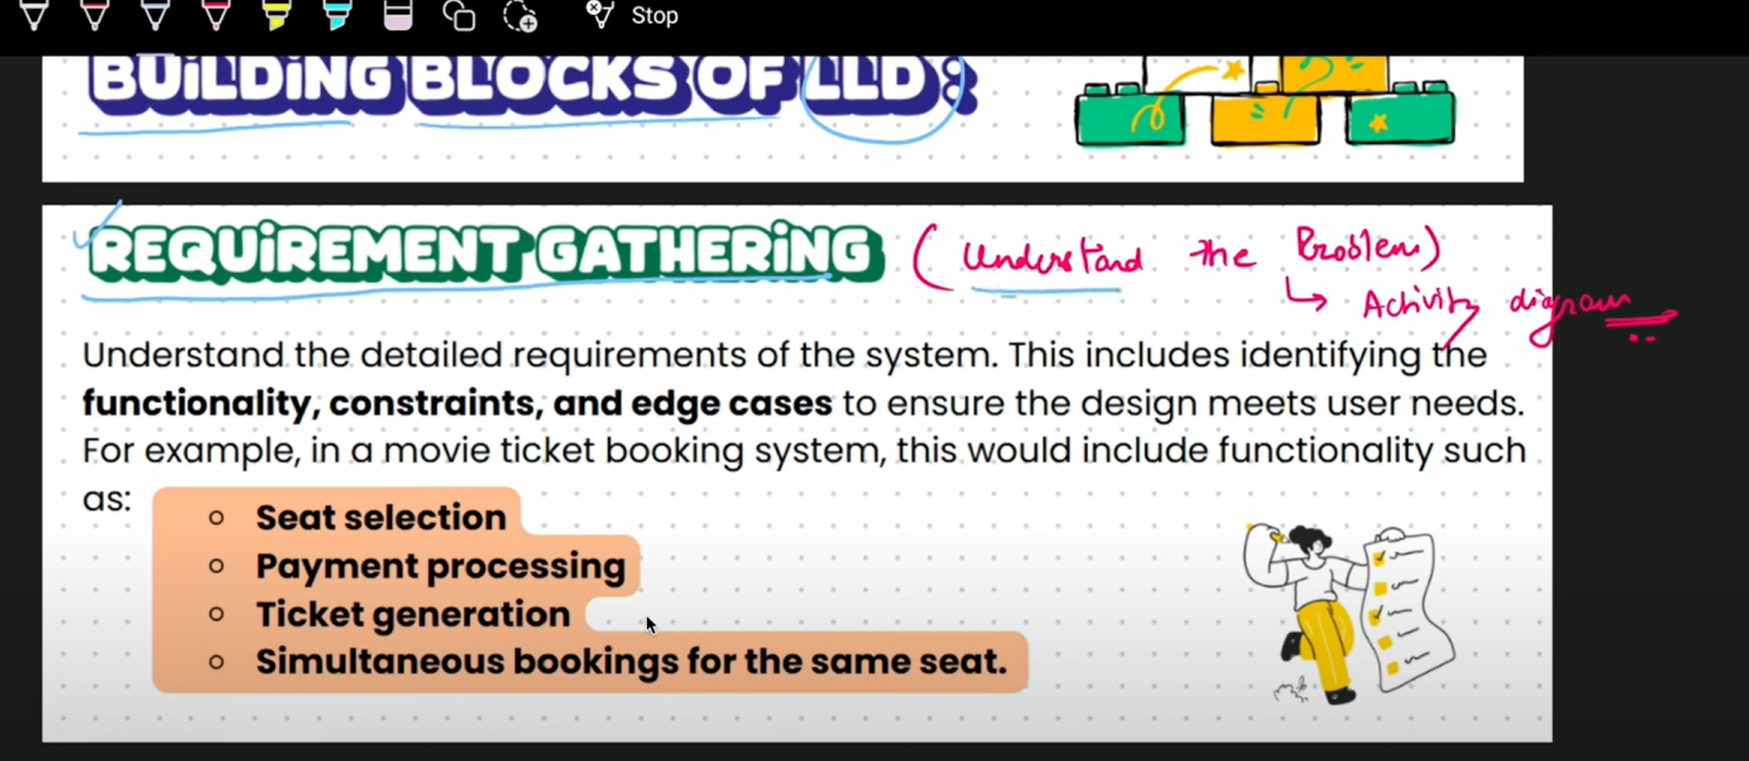 Stop
BUILDING BLOCKS OF LLD:
REQUIREMENT GATHERING (Understand the Problem)
↳ Activity digram
Understand the detailed requirements of the system. This includes identifying the
functionality, constraints, and edge cases to ensure the design meets user needs.
For example, in a movie ticket booking system, this would include functionality such
as:
○ Seat selection
○ Payment processing
○ Ticket generation
○ Simultaneous bookings for the same seat.